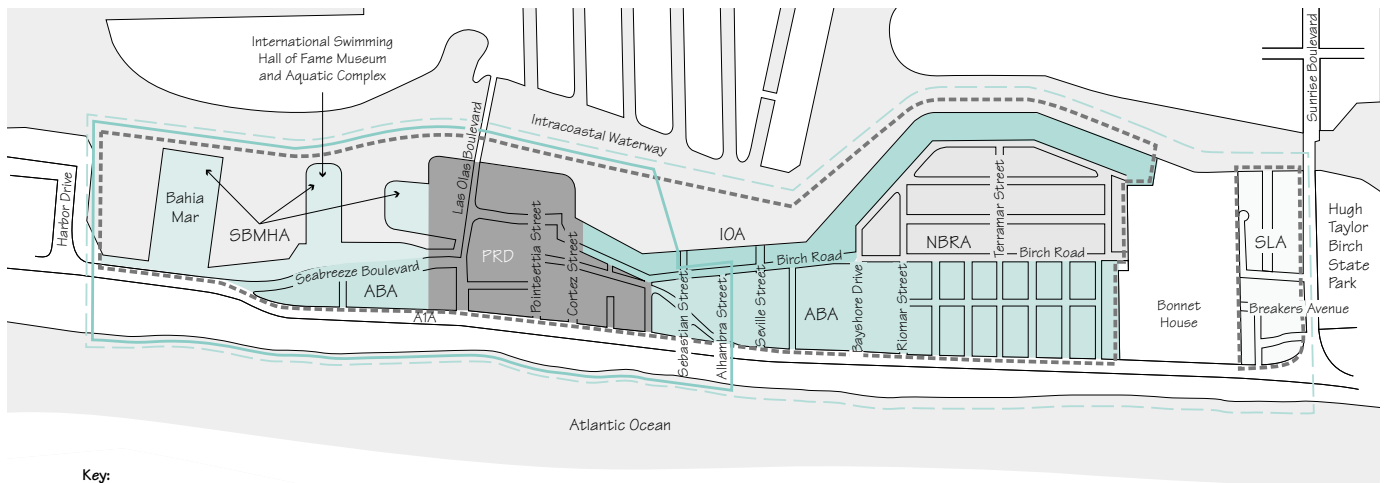 International Swimming
Hall of Fame Museum
and Aquatic Complex
Sunrise Boulevard
Las Olas Boulevard
Intracoastal Waterway
Harbor Drive
Bahia
Mar
SBMHA
Seabreeze Boulevard
ABA
A1A
PRD
Pointsettia Street
Cortez Street
IOA
Sebastian Street
Alhambra Street
Seville Street
Birch Road
ABA
Bayshore Drive
Riomar Street
NBRA
Terramar Street
Birch Road
Bonnet
House
SLA
Breakers Avenue
Hugh
Taylor
Birch
State
Park
Atlantic Ocean
Key: